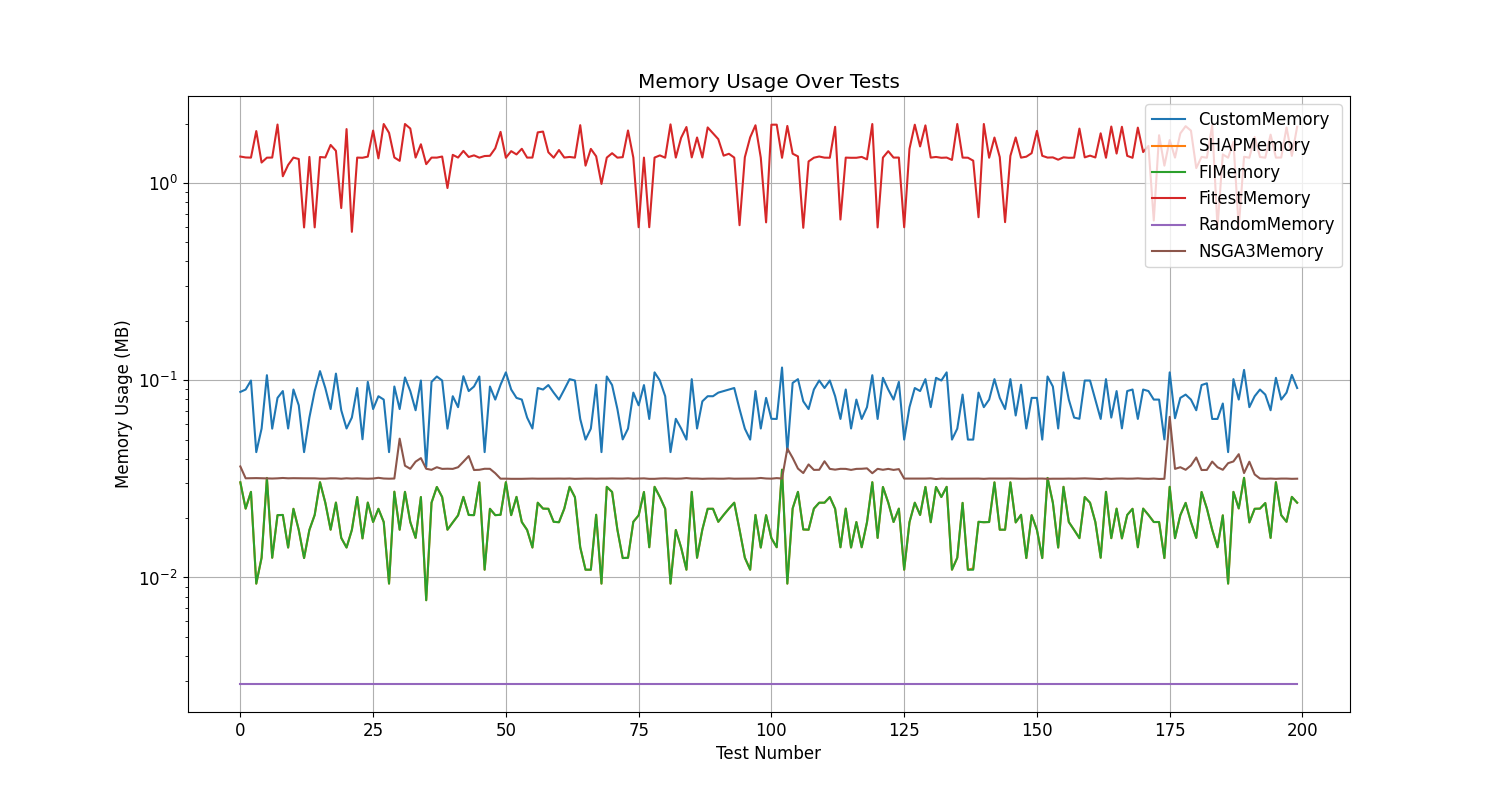 Memory Usage Over Tests
CustomMemory
SHAPMemory
FIMemory
FitestMemory
RandomMemory
NSGA3Memory
Memory Usage (MB)
10⁰
10⁻¹
10⁻²
0 25 50 75 100 125 150 175 200
Test Number